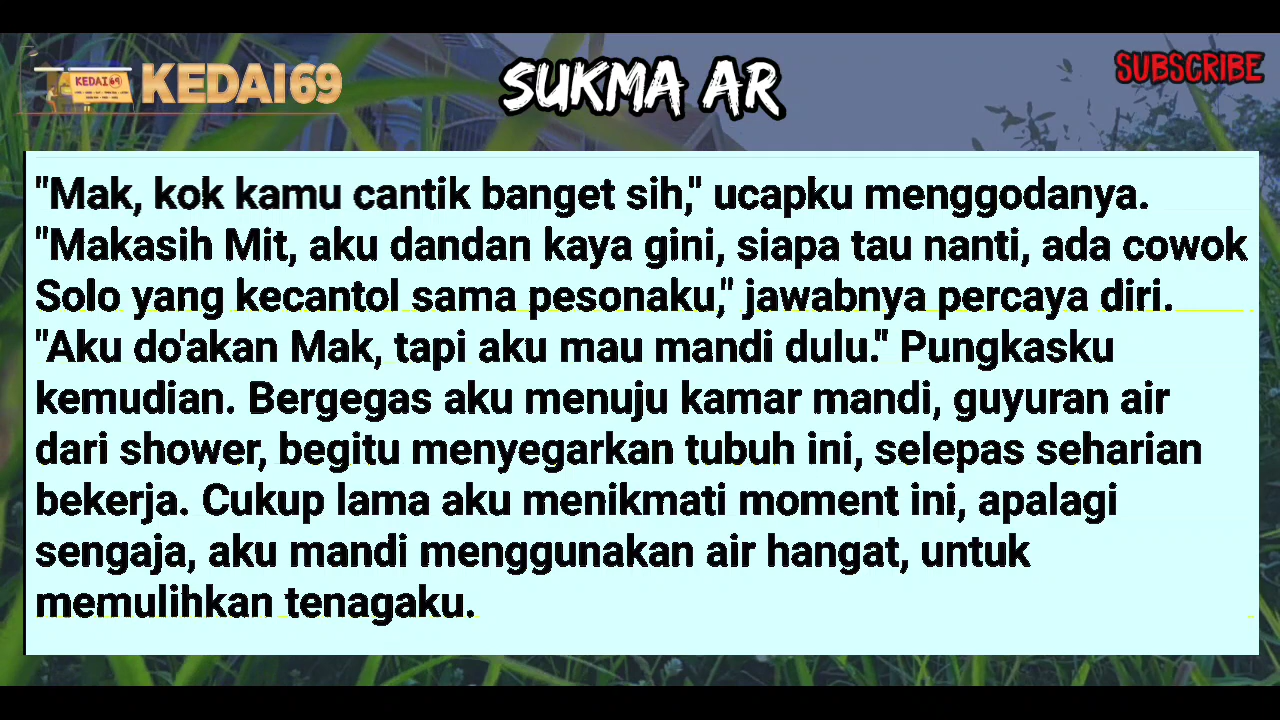 KEDAI69
KEDAI69
SUKMA AR
SUBSCRIBE
"Mak, kok kamu cantik banget sih," ucapku menggodanya.
"Makasih Mit, aku dandan kaya gini, siapa tau nanti, ada cowok
Solo yang kecantol sama pesonaku," jawabnya percaya diri.
"Aku do'akan Mak, tapi aku mau mandi dulu." Pungkasku
kemudian. Bergegas aku menuju kamar mandi, guyuran air
dari shower, begitu menyegarkan tubuh ini, selepas seharian
bekerja. Cukup lama aku menikmati moment ini, apalagi
sengaja, aku mandi menggunakan air hangat, untuk
memulihkan tenagaku.